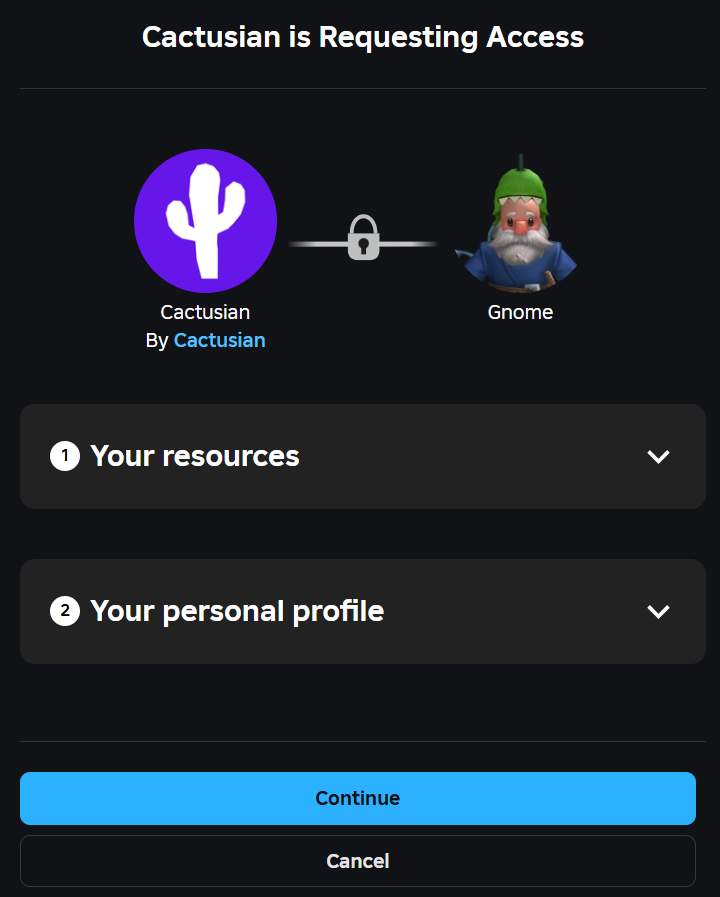 Cactusian is Requesting Access
Cactusian
By Cactusian
Gnome
1 Your resources
2 Your personal profile
Continue
Cancel